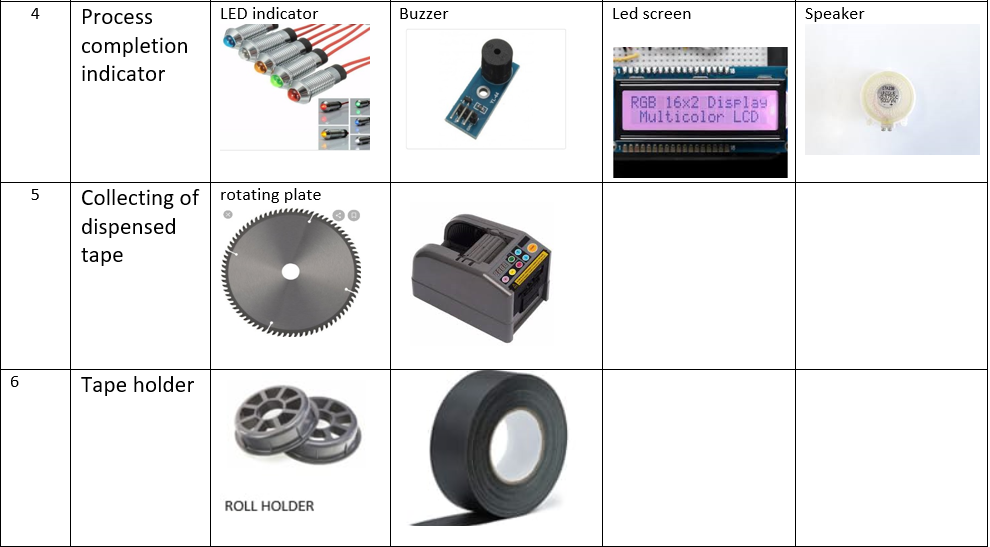 4
Process
completion
indicator
LED indicator
Buzzer
Led screen
RGB 16x2 Display
Multicolor LCD
Speaker
5
Collecting of
dispensed
tape
rotating plate
6
Tape holder
ROLL HOLDER